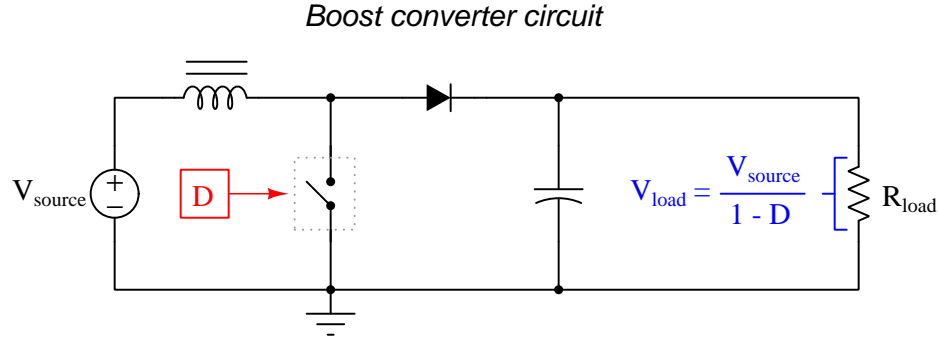 Boost converter circuit
V_source
+
−
D
V_load = V_source / 1 - D
R_load